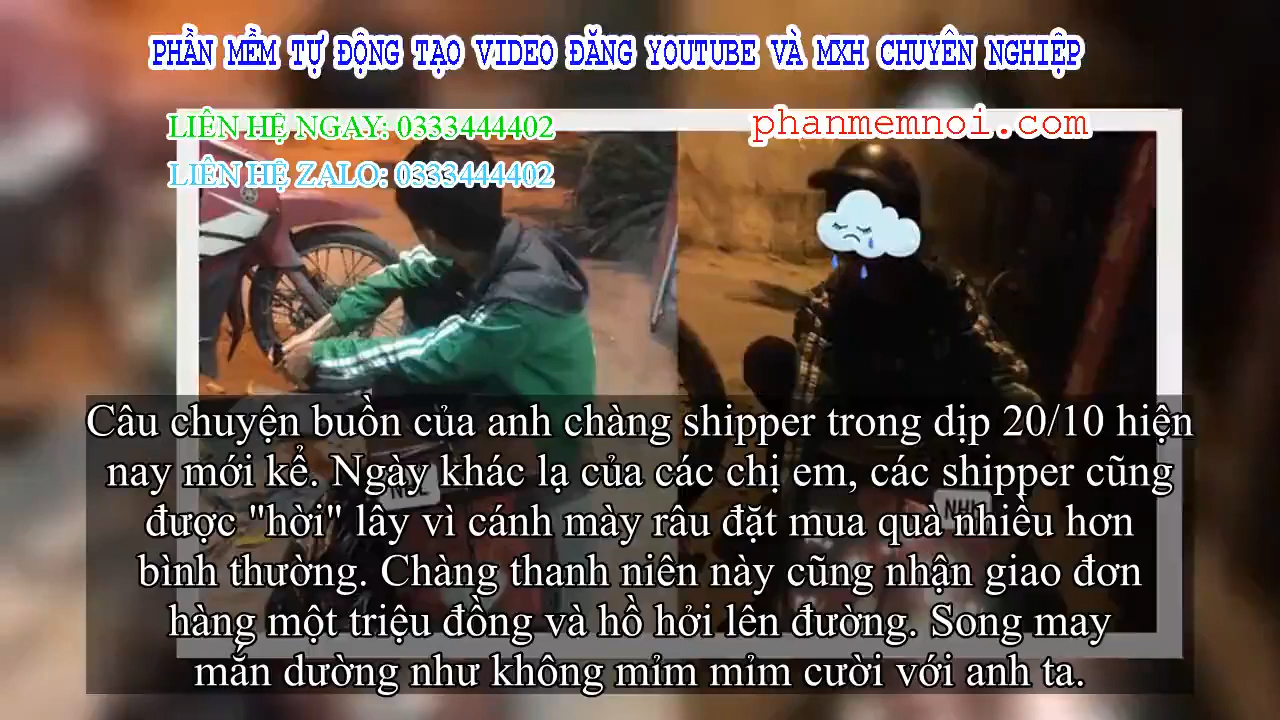 PHẦN MỀM TỰ ĐỘNG TẠO VIDEO ĐĂNG YOUTUBE VÀ MXH CHUYÊN NGHIỆP
LIÊN HỆ NGAY: 0333444402
phanmemnoi.com
LIÊN HỆ ZALO: 0333444402
Câu chuyện buồn của anh chàng shipper trong dịp 20/10 hiện
nay mới kể. Ngày khác lạ của các chị em, các shipper cũng
được "hời" lây vì cánh mày râu đặt mua quà nhiều hơn
bình thường. Chàng thanh niên này cũng nhận giao đơn
hàng một triệu đồng và hồ hởi lên đường. Song may
mắn dường như không mỉm mỉm cười với anh ta.